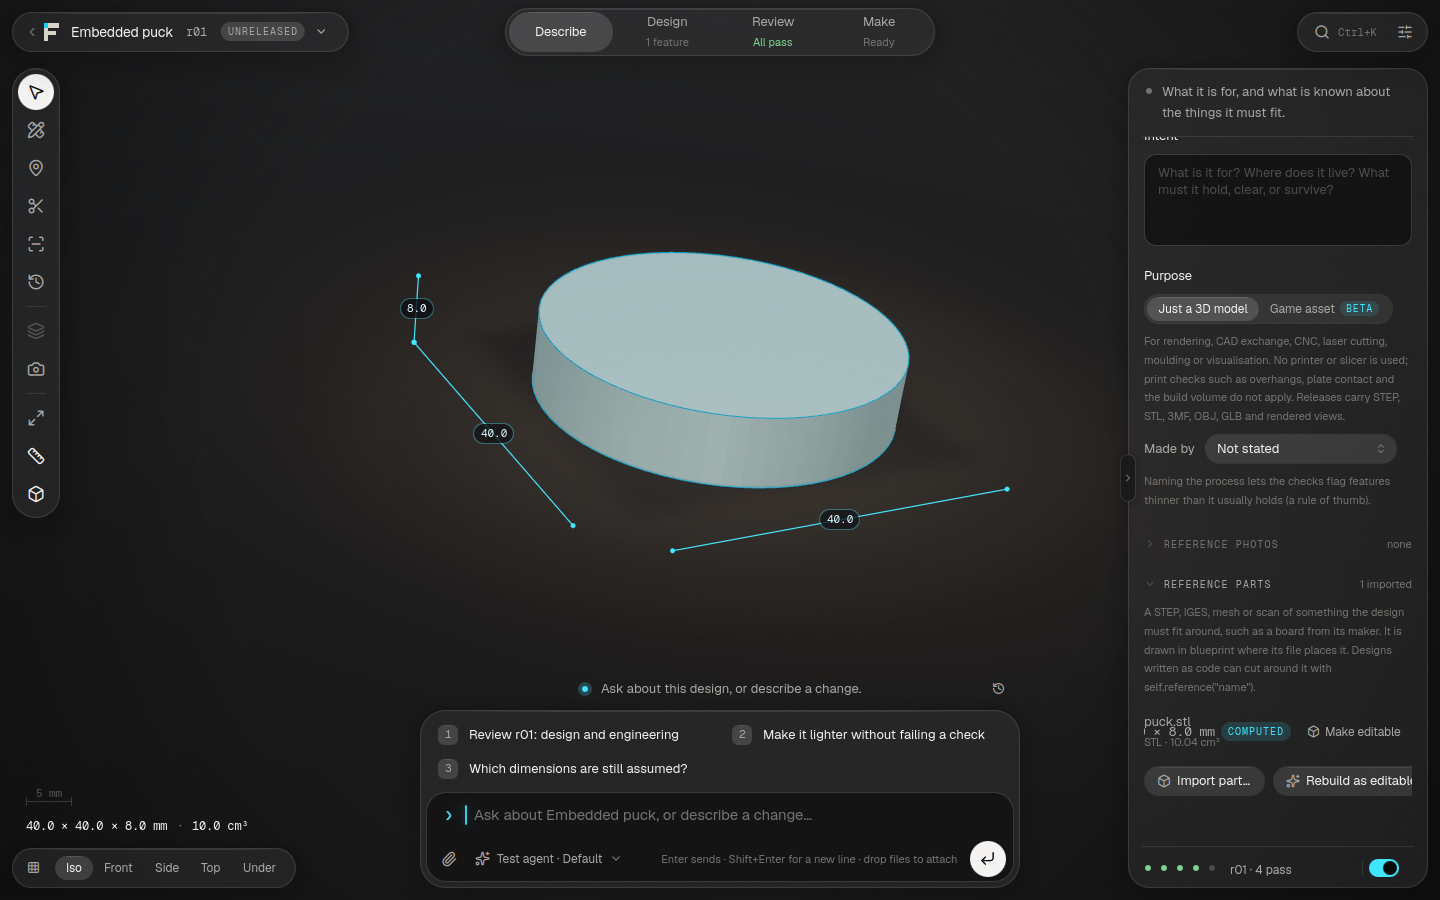 Embedded puck r01 UNRELEASED
Describe
Design
1 feature
Review
All pass
Make
Ready
Ctrl+K
What it is for, and what is known about
the things it must fit.
Intent
What is it for? Where does it live? What
must it hold, clear, or survive?
Purpose
Just a 3D model
Game asset BETA
For rendering, CAD exchange, CNC, laser cutting,
moulding or visualisation. No printer or slicer is used;
print checks such as overhangs, plate contact and
the build volume do not apply. Releases carry STEP,
STL, 3MF, OBJ, GLB and rendered views.
Made by Not stated
Naming the process lets the checks flag features
thinner than it usually holds (a rule of thumb).
REFERENCE PHOTOS none
REFERENCE PARTS 1 imported
A STEP, IGES, mesh or scan of something the design
must fit around, such as a board from its maker. It is
drawn in blueprint where its file places it. Designs
written as code can cut around it with
self.reference("name").
puck.stl
× 8.0 mm COMPUTED Make editable
STL · 10.04 cm³
Import part… Rebuild as editable
r01 · 4 pass
8.0
40.0
40.0
Ask about this design, or describe a change.
1 Review r01: design and engineering
2 Make it lighter without failing a check
3 Which dimensions are still assumed?
Ask about Embedded puck, or describe a change…
Test agent · Default
Enter sends · Shift+Enter for a new line · drop files to attach
5 mm
40.0 × 40.0 × 8.0 mm · 10.0 cm³
Iso Front Side Top Under